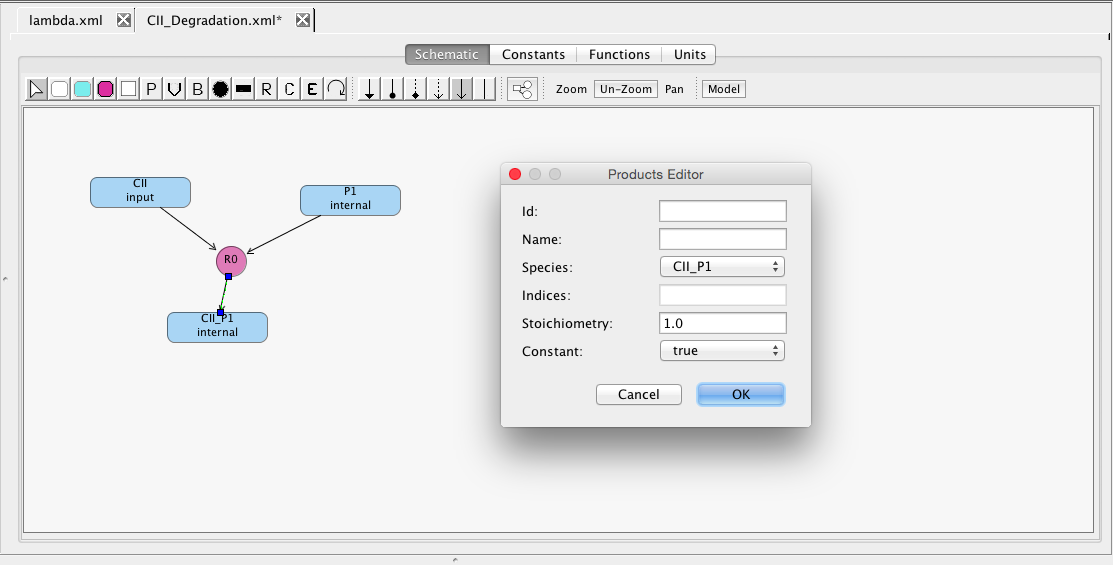 lambda.xml CII_Degradation.xml*
Schematic Constants Functions Units
P V B R C E Zoom Un-Zoom Pan Model
CII
input
P1
internal
R0
CII_P1
internal
Products Editor
Id:
Name:
Species: CII_P1
Indices:
Stoichiometry: 1.0
Constant: true
Cancel OK